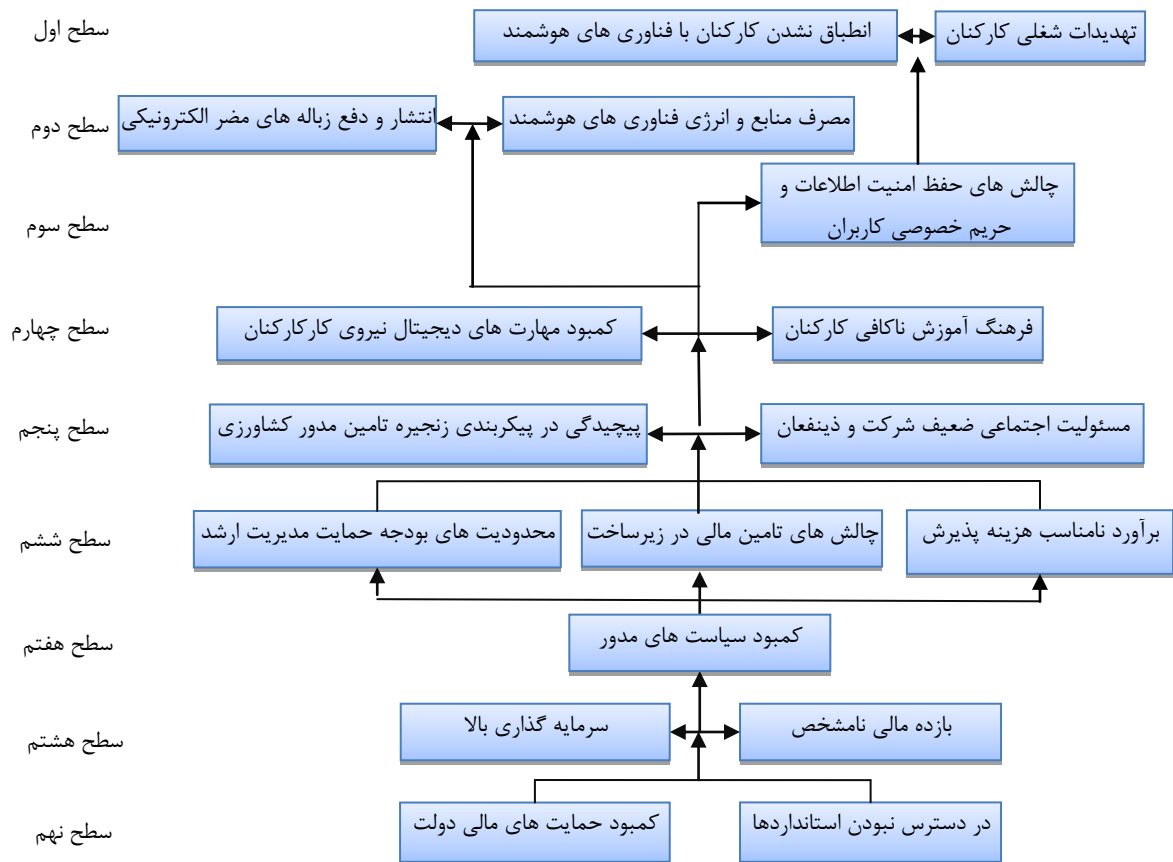 سطح اول
تهدیدات شغلی کارکنان
انطباق نشدن کارکنان با فناوری های هوشمند
سطح دوم
مصرف منابع و انرژی فناوری های هوشمند
انتشار و دفع زباله های مضر الکترونیکی
سطح سوم
چالش های حفظ امنیت اطلاعات و
حریم خصوصی کاربران
سطح چهارم
فرهنگ آموزش ناکافی کارکنان
کمبود مهارت های دیجیتال نیروی کارکارکنان
سطح پنجم
مسئولیت اجتماعی ضعیف شرکت و ذینفعان
پیچیدگی در پیکربندی زنجیره تامین مدور کشاورزی
سطح ششم
برآورد نامناسب هزینه پذیرش
چالش های تامین مالی در زیرساخت
محدودیت های بودجه حمایت مدیریت ارشد
سطح هفتم
کمبود سیاست های مدور
سطح هشتم
بازده مالی نامشخص
سرمایه گذاری بالا
سطح نهم
در دسترس نبودن استانداردها
کمبود حمایت های مالی دولت